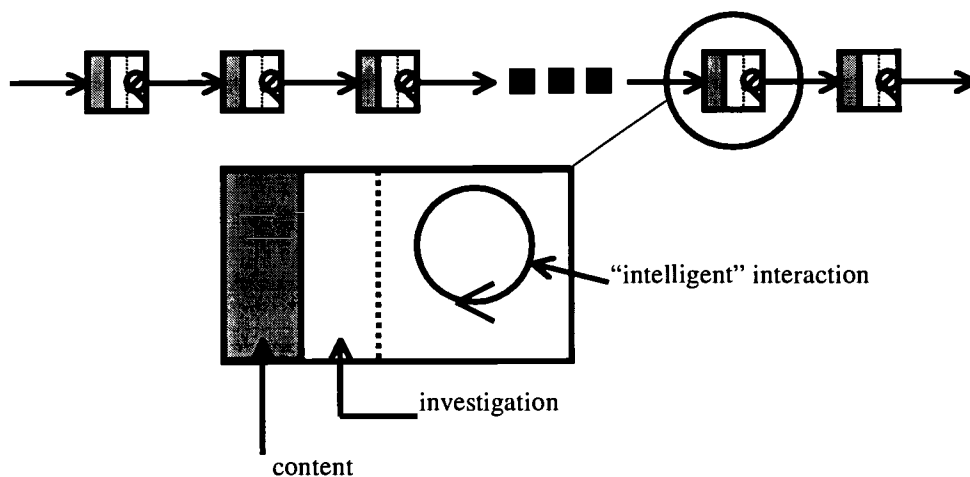 “intelligent” interaction
investigation
content